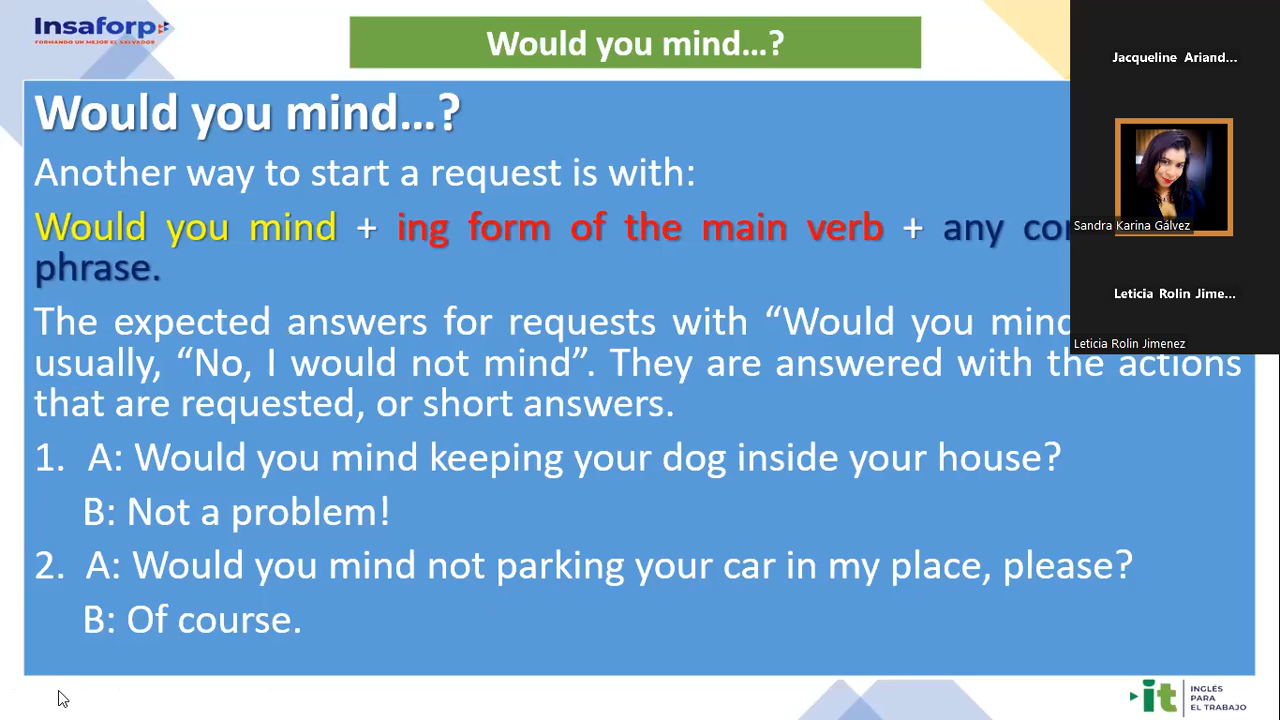 Insaforp
FORMANDO UN MEJOR EL SALVADOR
Would you mind…?
Would you mind…?
Another way to start a request is with:
Would you mind + ing form of the main verb + any
phrase.
The expected answers for requests with “Would you mind
usually, “No, I would not mind”. They are answered with the actions
that are requested, or short answers.
1. A: Would you mind keeping your dog inside your house?
B: Not a problem!
2. A: Would you mind not parking your car in my place, please?
B: Of course.
Jacqueline Ariand...
Sandra Karina Gálvez
Leticia Rolin Jime...
Leticia Rolin Jimenez
it
INGLÉS
PARA
EL TRABAJO